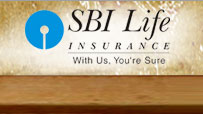 SBI Life
INSURANCE
With Us, You're Sure